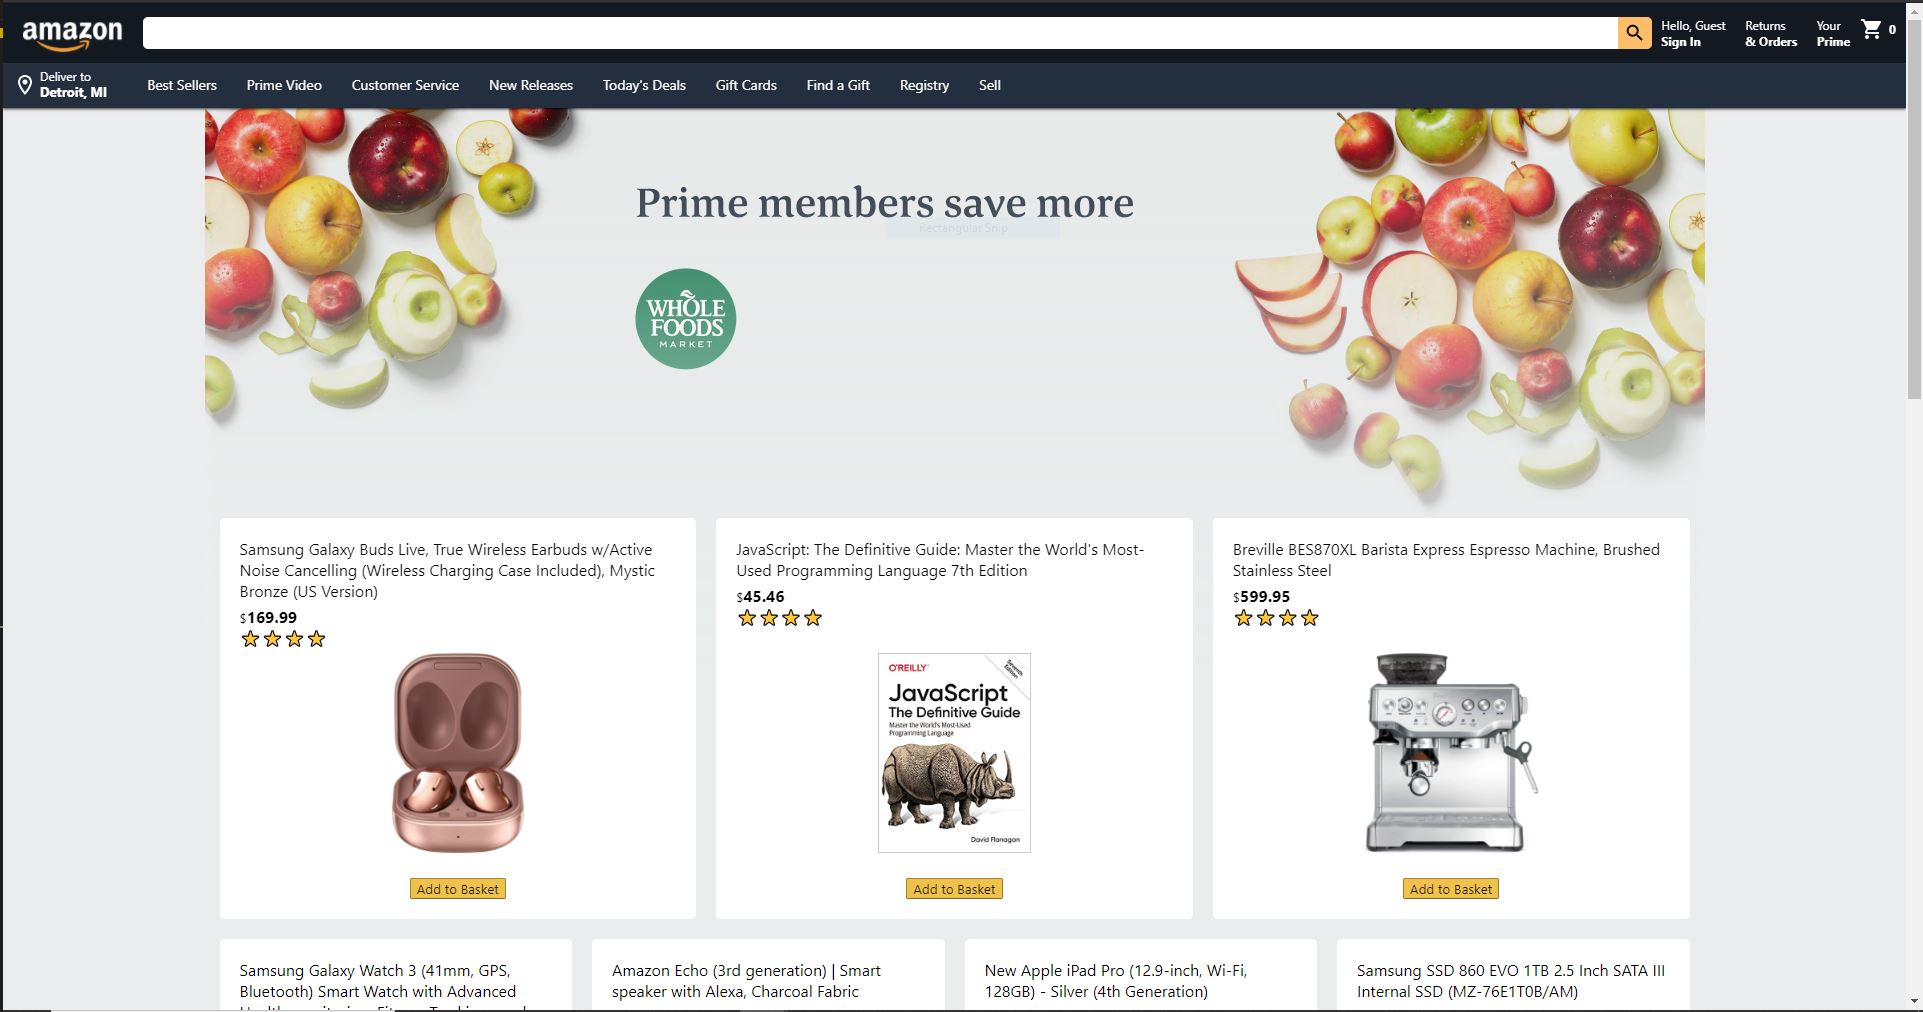 amazon
Hello, Guest
Sign In
Returns
& Orders
Your
Prime
0
Deliver to
Detroit, MI
Best Sellers
Prime Video
Customer Service
New Releases
Today's Deals
Gift Cards
Find a Gift
Registry
Sell
Prime members save more
Rectangular Snip
WHOLE
FOODS
MARKET
Samsung Galaxy Buds Live, True Wireless Earbuds w/Active
Noise Cancelling (Wireless Charging Case Included), Mystic
Bronze (US Version)
$169.99
JavaScript: The Definitive Guide: Master the World's Most-
Used Programming Language 7th Edition
$45.46
O'REILLY
Seventh
Edition
JavaScript
The Definitive Guide
Master the World's Most-Used
Programming Language
David Flanagan
Breville BES870XL Barista Express Espresso Machine, Brushed
Stainless Steel
$599.95
Add to Basket
Add to Basket
Add to Basket
Samsung Galaxy Watch 3 (41mm, GPS,
Bluetooth) Smart Watch with Advanced
Amazon Echo (3rd generation) | Smart
speaker with Alexa, Charcoal Fabric
New Apple iPad Pro (12.9-inch, Wi-Fi,
128GB) - Silver (4th Generation)
Samsung SSD 860 EVO 1TB 2.5 Inch SATA III
Internal SSD (MZ-76E1T0B/AM)